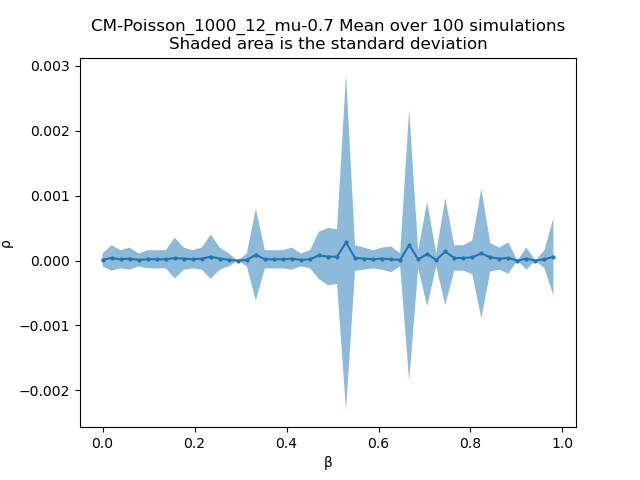 CM-Poisson_1000_12_mu-0.7 Mean over 100 simulations
Shaded area is the standard deviation
0.003
0.002
0.001
0.000
−0.001
−0.002
ρ
0.0 0.2 0.4 0.6 0.8 1.0
β